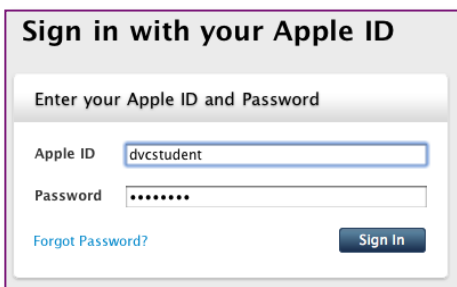 Sign in with your Apple ID
Enter your Apple ID and Password
Apple ID dvcstudent
Password ••••••••
Forgot Password? Sign In